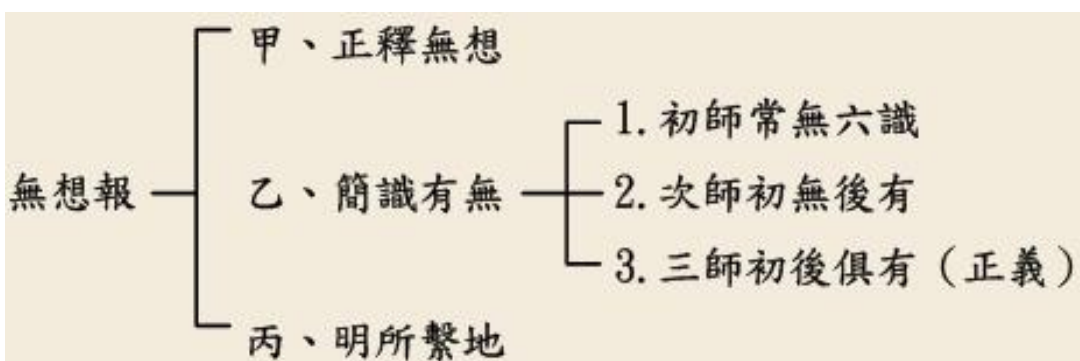 無想報
甲、正釋無想
乙、簡識有無
1.初師常無六識
2.次師初無後有
3.三師初後俱有（正義）
丙、明所繫地